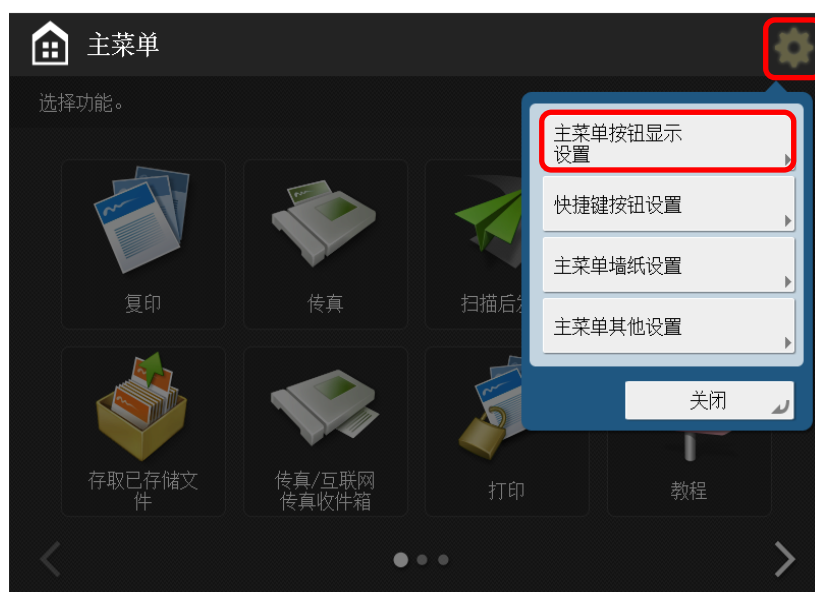 主菜单
选择功能。
主菜单按钮显示
设置
快捷键按钮设置
主菜单墙纸设置
主菜单其他设置
关闭
复印
传真
扫描后
存取已存储文
件
传真/互联网
传真收件箱
打印
教程